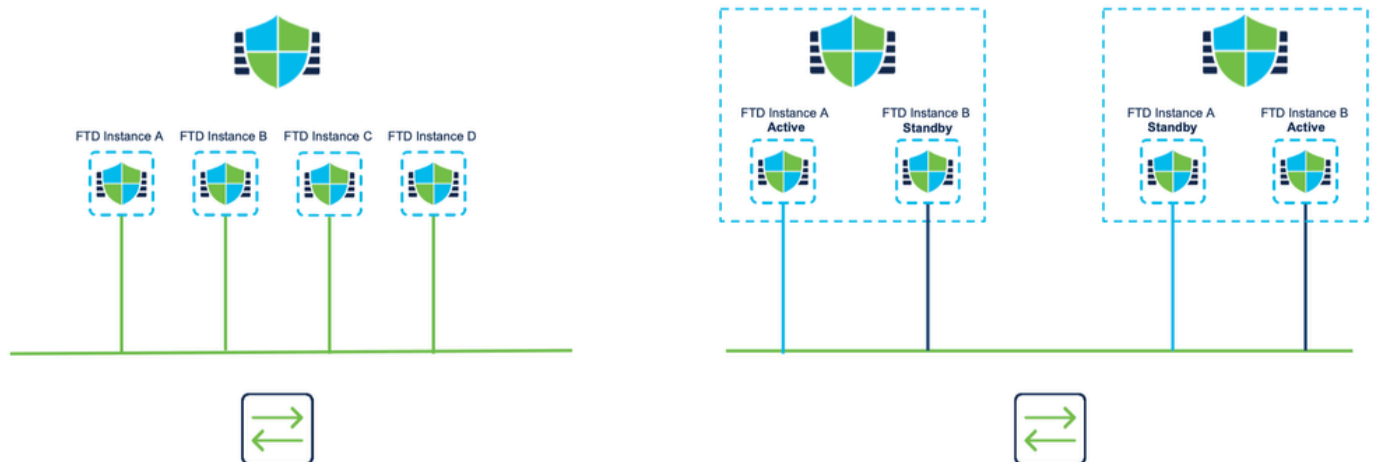 FTD Instance A
FTD Instance B
FTD Instance C
FTD Instance D
FTD Instance A
Active
FTD Instance B
Standby
FTD Instance A
Standby
FTD Instance B
Active